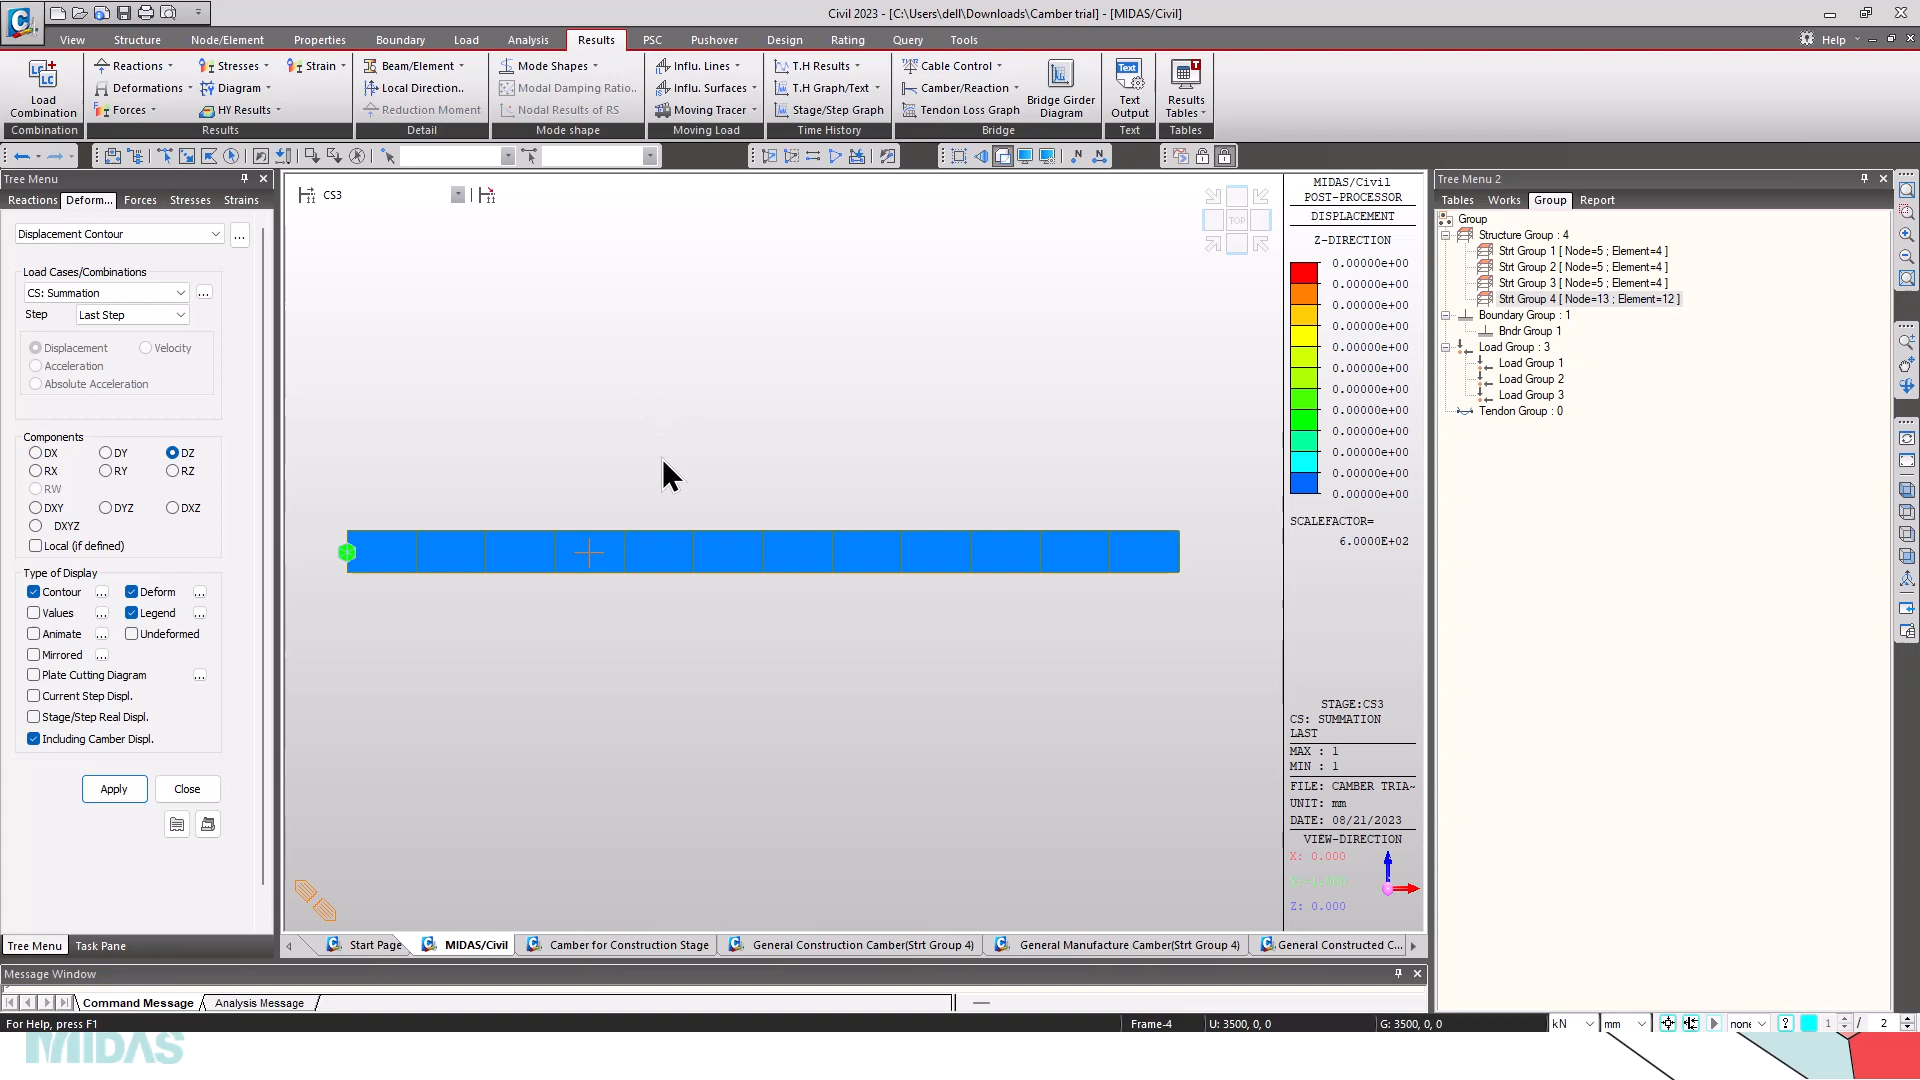 Civil 2023 - [C:\Users\dell\Downloads\Camber trial] - [MIDAS/Civil]
View Structure Node/Element Properties Boundary Load Analysis Results PSC Pushover Design Rating Query Tools Help
Load Combination
Combination
Reactions Stresses Strain
Deformations Diagram
Forces HY Results
Results
Beam/Element
Local Direction..
Reduction Moment
Detail
Mode Shapes
Modal Damping Ratio..
Nodal Results of RS
Mode shape
Influ. Lines
Influ. Surfaces
Moving Tracer
Moving Load
T.H Results
T.H Graph/Text
Stage/Step Graph
Time History
Cable Control
Camber/Reaction
Tendon Loss Graph
Bridge Girder Diagram
Bridge
Text Output
Text
Results Tables
Tables
Tree Menu
Reactions Deform... Forces Stresses Strains
Displacement Contour
...
Load Cases/Combinations
CS: Summation
...
Step Last Step
Displacement Velocity
Acceleration
Absolute Acceleration
Components
DX DY DZ
RX RY RZ
RW
DXY DYZ DXZ
DXYZ
Local (if defined)
Type of Display
Contour ... Deform ...
Values ... Legend ...
Animate ... Undeformed
Mirrored ...
Plate Cutting Diagram ...
Current Step Displ.
Stage/Step Real Displ.
Including Camber Displ.
Apply Close
Tree Menu Task Pane
CS3
TOP
MIDAS/Civil
POST-PROCESSOR
DISPLACEMENT
Z-DIRECTION
0.00000e+00
0.00000e+00
0.00000e+00
0.00000e+00
0.00000e+00
0.00000e+00
0.00000e+00
0.00000e+00
0.00000e+00
0.00000e+00
0.00000e+00
0.00000e+00
SCALEFACTOR=
6.0000E+02
STAGE:CS3
CS: SUMMATION
LAST
MAX : 1
MIN : 1
FILE: CAMBER TRIA~
UNIT: mm
DATE: 08/21/2023
VIEW-DIRECTION
X: 0.000
Z: 0.000
Tree Menu 2
Tables Works Group Report
Group
Structure Group : 4
Strt Group 1 [ Node=5 ; Element=4 ]
Strt Group 2 [ Node=5 ; Element=4 ]
Strt Group 3 [ Node=5 ; Element=4 ]
Strt Group 4 [ Node=13 ; Element=12 ]
Boundary Group : 1
Bndr Group 1
Load Group : 3
Load Group 1
Load Group 2
Load Group 3
Tendon Group : 0
Start Page MIDAS/Civil Camber for Construction Stage General Construction Camber(Strt Group 4) General Manufacture Camber(Strt Group 4) General Constructed C...
Message Window
Command Message Analysis Message
For Help, press F1 Frame-4 U: 3500, 0, 0 G: 3500, 0, 0 kN mm none ? 1 / 2
MIDAS